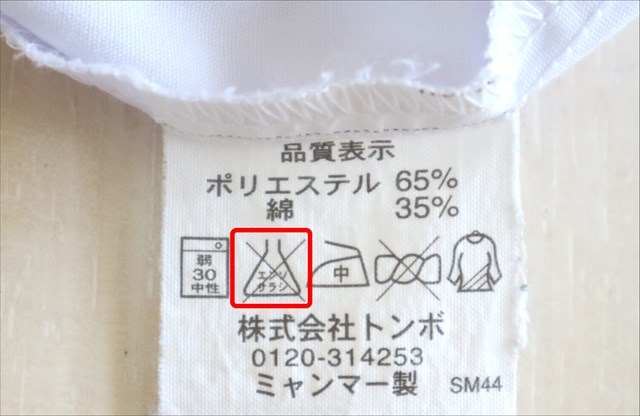 品質表示
ポリエステル 65%
綿 35%
弱
30
中性
エンソ
サラシ
中
株式会社トンボ
0120-314253
ミャンマー製 SM44